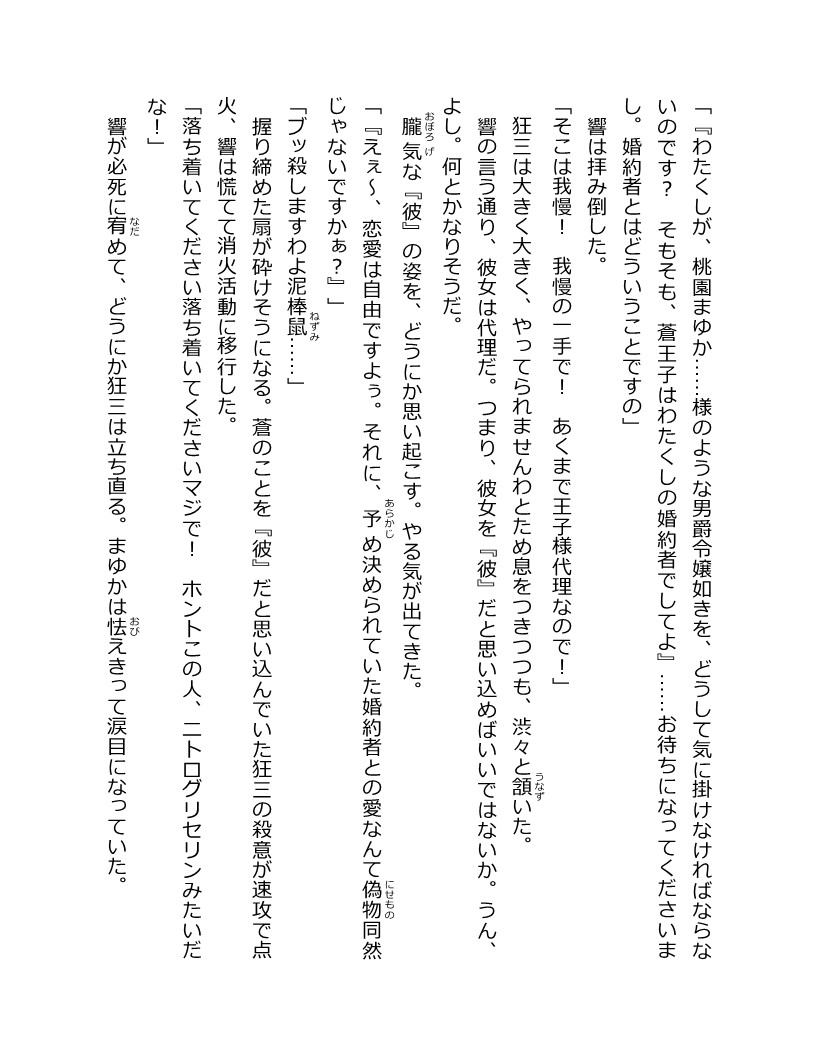 「『わたくしが、桃園まゆか……様のような男爵令嬢如きを、どうして気に掛けなければならな
いのです？　そもそも、蒼王子はわたくしの婚約者でしてよ』……お待ちになってくださいま
し。婚約者とはどういうことですの」
　響は拝み倒した。
「そこは我慢！　我慢の一手で！　あくまで王子様代理なので！」
　狂三は大きく大きく、やってられませんわとため息をつきつつも、渋々と頷いた。
　響の言う通り、彼女は代理だ。つまり、彼女を『彼』だと思い込めばいいではないか。うん、
よし。何とかなりそうだ。
　朧気な『彼』の姿を、どうにか思い起こす。やる気が出てきた。
「『えぇ～、恋愛は自由ですよぅ。それに、予め決められていた婚約者との愛なんて偽物同然
じゃないですかぁ？』」
「ブッ殺しますわよ泥棒鼠……」
　握り締めた扇が砕けそうになる。蒼のことを『彼』だと思い込んでいた狂三の殺意が速攻で点
火、響は慌てて消火活動に移行した。
「落ち着いてください落ち着いてくださいマジで！　ホントこの人、ニトログリセリンみたいだ
な！」
　響が必死に宥めて、どうにか狂三は立ち直る。まゆかは怯えきって涙目になっていた。